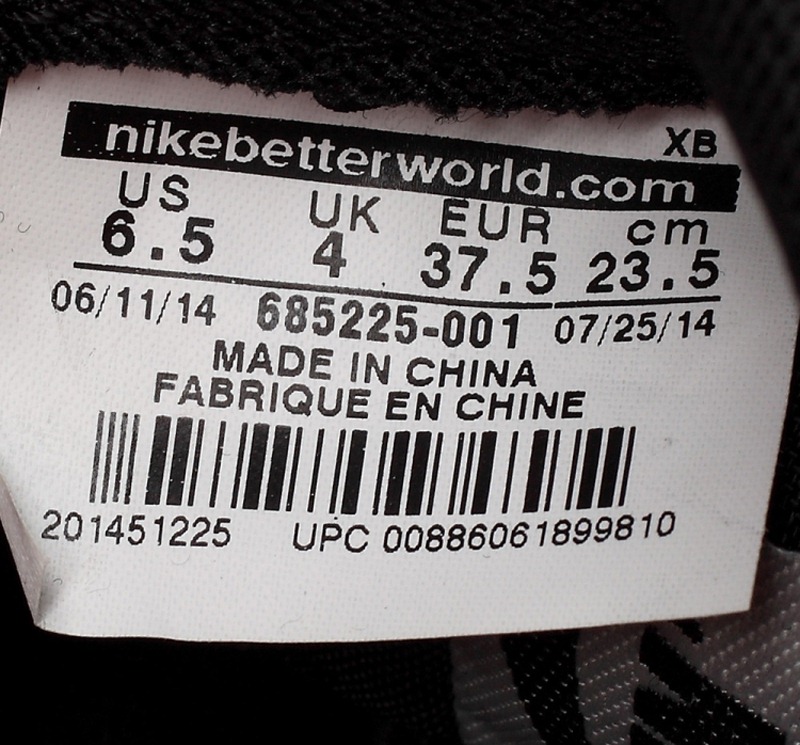 XB
nikebetterworld.com
US UK EUR cm
6.5 4 37.5 23.5
06/11/14 685225-001 07/25/14
MADE IN CHINA
FABRIQUE EN CHINE
201451225 UPC 00886061899810